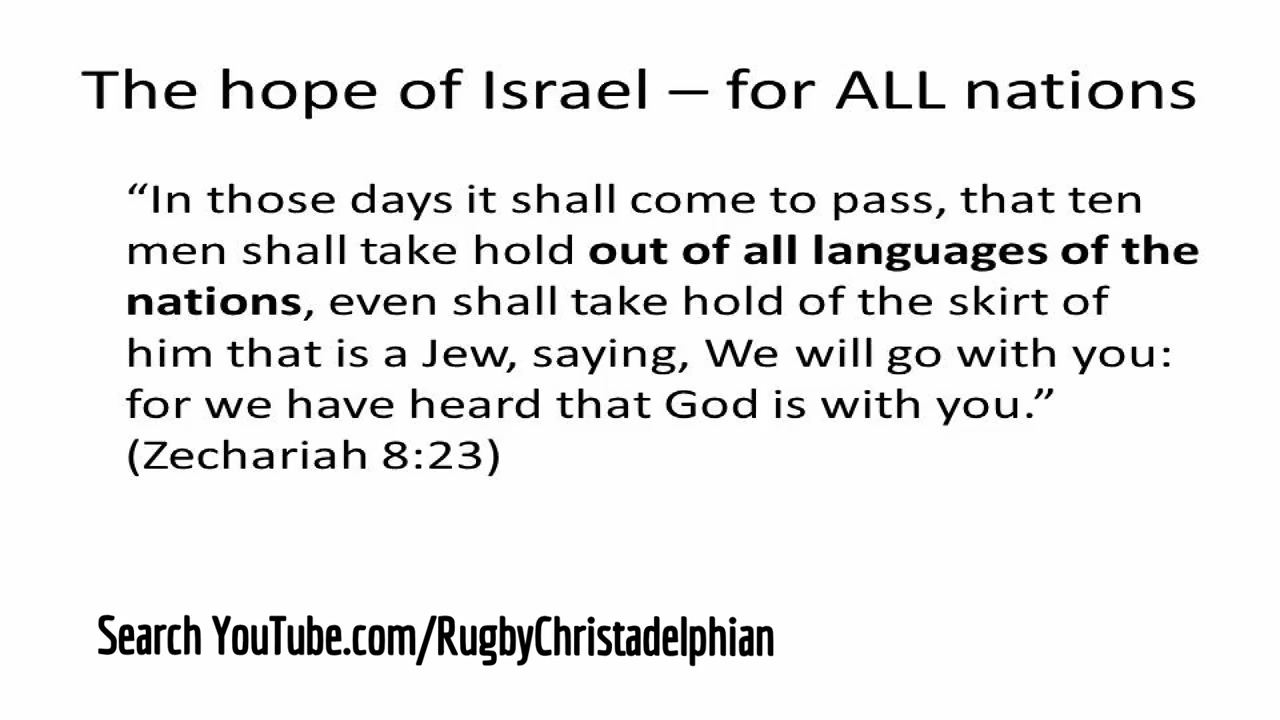 The hope of Israel – for ALL nations
“In those days it shall come to pass, that ten
men shall take hold out of all languages of the
nations, even shall take hold of the skirt of
him that is a Jew, saying, We will go with you:
for we have heard that God is with you.”
(Zechariah 8:23)
Search YouTube.com/RugbyChristadelphian